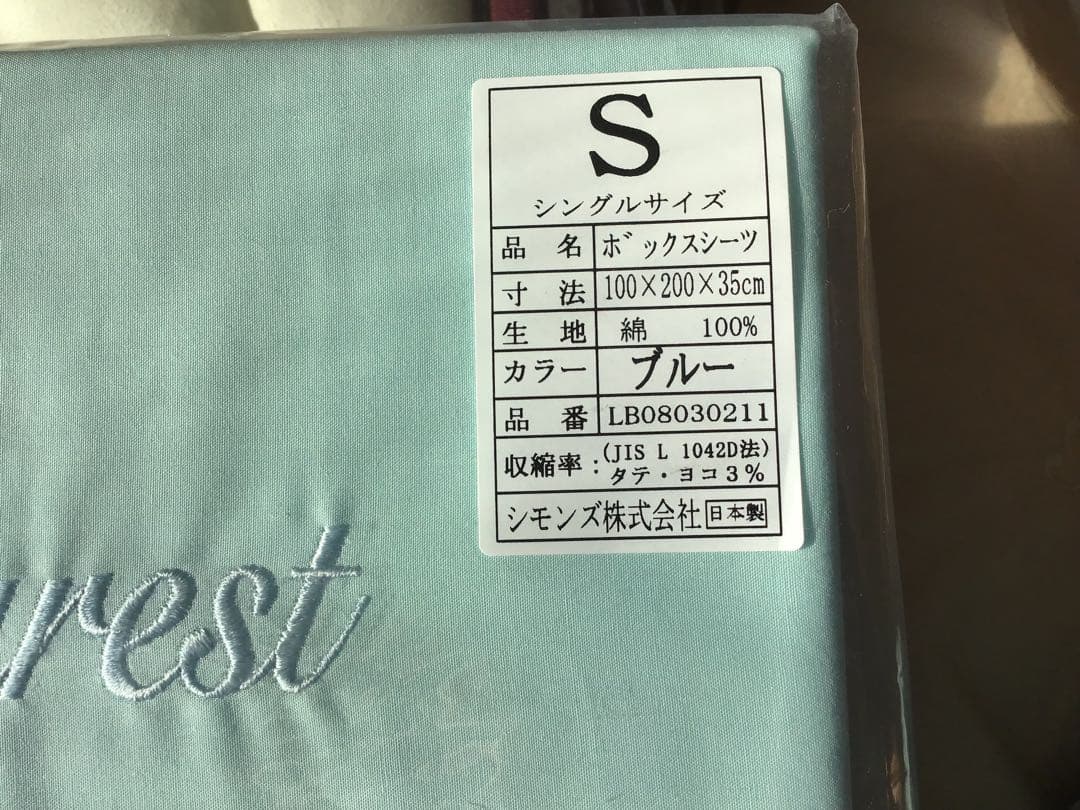 S
シングルサイズ
品名 ボックスシーツ
寸法 100×200×35cm
生地 綿 100%
カラー ブルー
品番 LB08030211
収縮率:(JIS L 1042D法)
タテ・ヨコ3%
シモンズ株式会社 日本製
rest